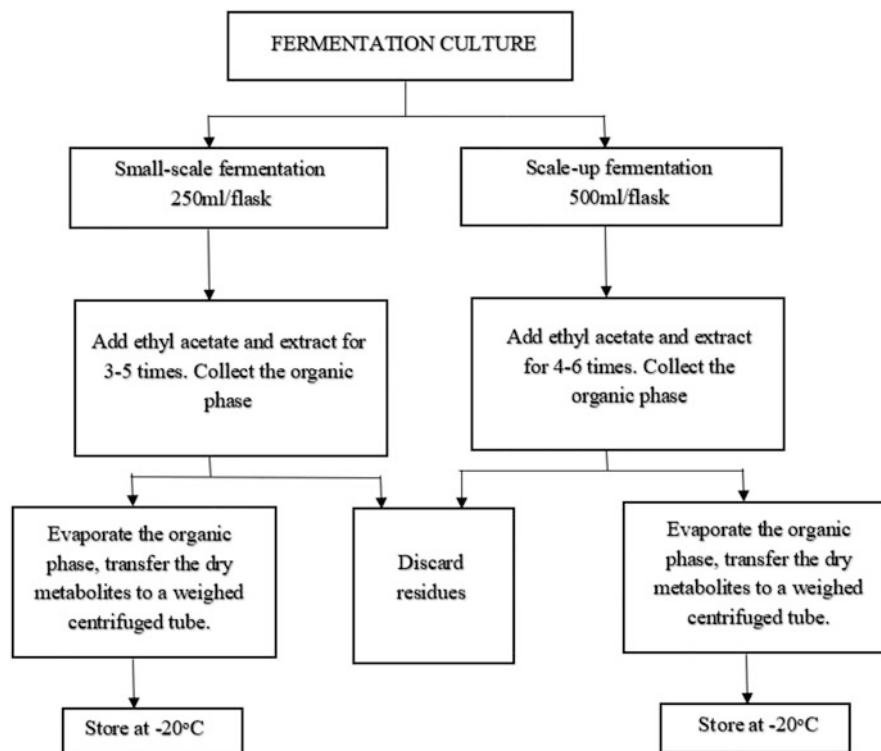 FERMENTATION CULTURE
Small-scale fermentation
250ml/flask
Scale-up fermentation
500ml/flask
Add ethyl acetate and extract for
3-5 times. Collect the organic
phase
Add ethyl acetate and extract
for 4-6 times. Collect the
organic phase
Evaporate the organic
phase, transfer the dry
metabolites to a weighed
centrifuged tube.
Discard
residues
Evaporate the organic
phase, transfer the dry
metabolites to a weighed
centrifuged tube.
Store at -20°C
Store at -20°C